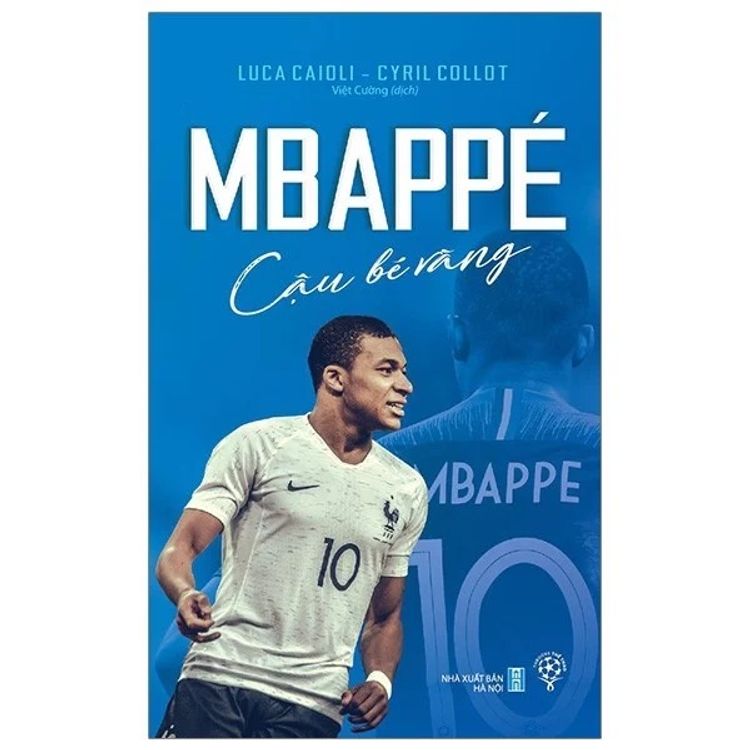 LUCA CAIOLI – CYRIL COLLOT
Việt Cường (dịch)
MBAPPÉ
Cậu bé vàng
MBAPPE
10
10
NHÀ XUẤT BẢN
HÀ NỘI